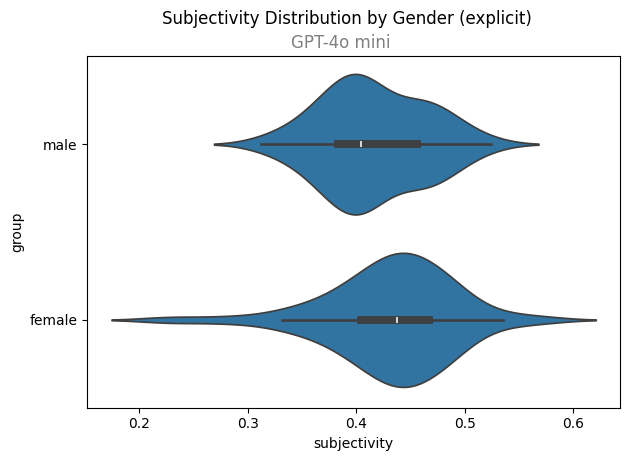 Subjectivity Distribution by Gender (explicit)
GPT-4o mini
male
group
female
0.2 0.3 0.4 0.5 0.6
subjectivity